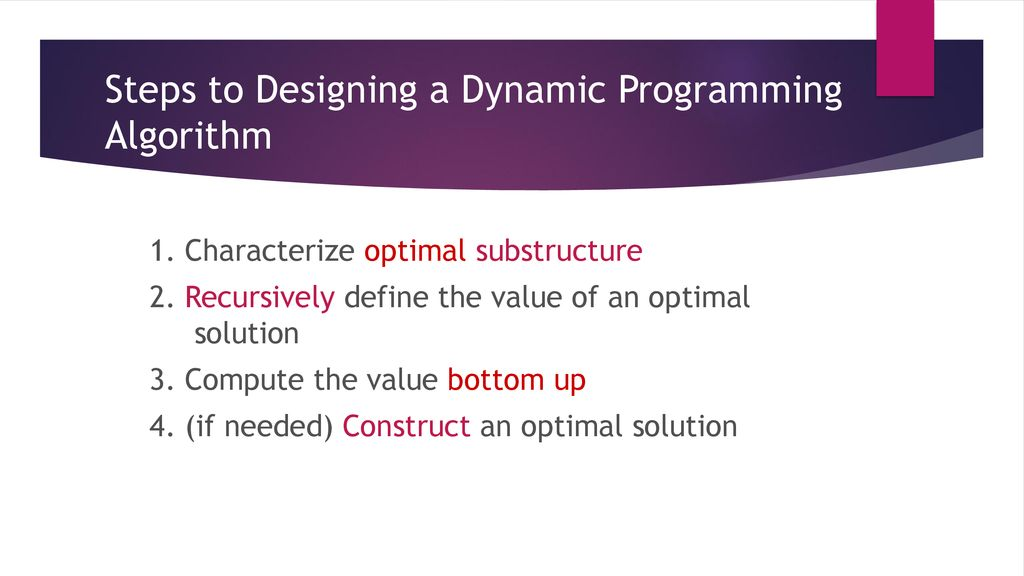 Steps to Designing a Dynamic Programming
Algorithm
1. Characterize optimal substructure
2. Recursively define the value of an optimal
solution
3. Compute the value bottom up
4. (if needed) Construct an optimal solution